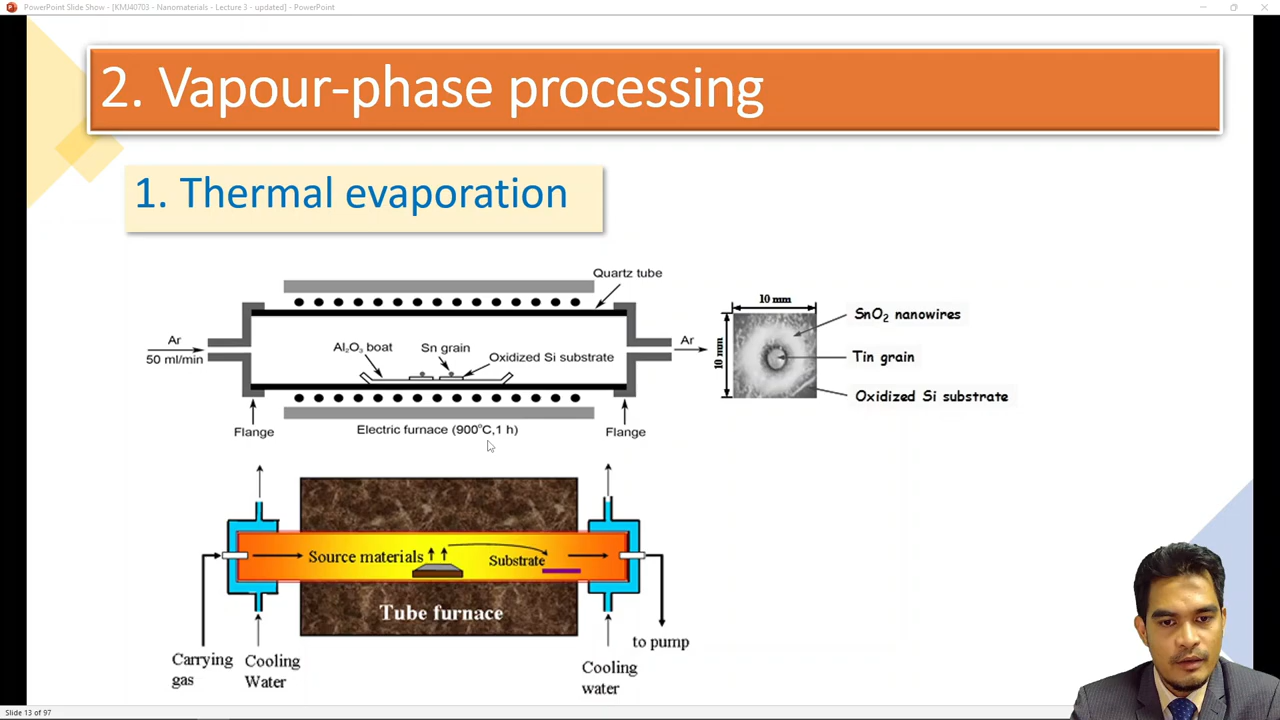 PowerPoint Slide Show - [KMJ40703 - Nanomaterials - Lecture 3 - updated] - PowerPoint
2. Vapour-phase processing
1. Thermal evaporation
Quartz tube
Ar
50 ml/min
Al₂O₃ boat
Sn grain
Oxidized Si substrate
Ar
Flange
Electric furnace (900°C,1 h)
Flange
10 mm
10 mm
SnO₂ nanowires
Tin grain
Oxidized Si substrate
Source materials
Substrate
Tube furnace
to pump
Carrying
gas
Cooling
Water
Cooling
water
Slide 13 of 97